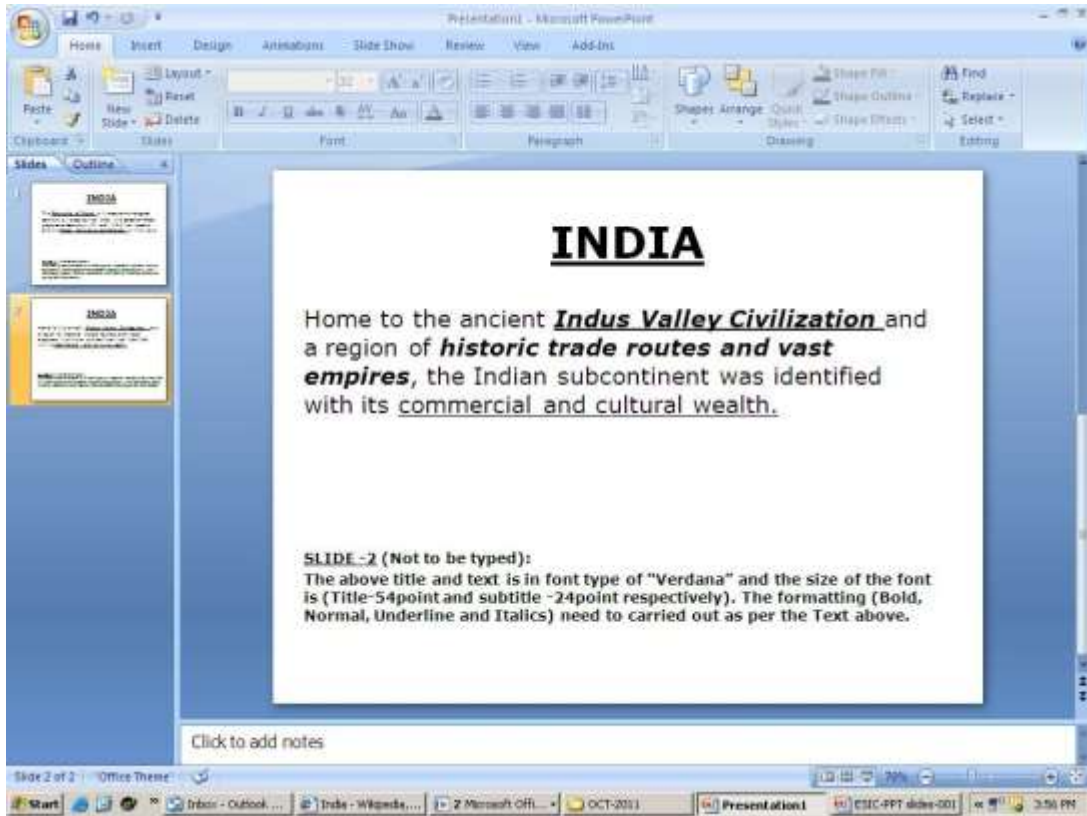 Presentation1 - Microsoft PowerPoint
Home Insert Design Animations Slide Show Review View Add-Ins
Paste
New Slide
Layout
Reset
Delete
Shapes Arrange Quick Styles
Shape Fill
Shape Outline
Shape Effects
Find
Replace
Select
Clipboard Slides Font Paragraph Drawing Editing
Slides Outline
INDIA
INDIA
INDIA
Home to the ancient Indus Valley Civilization and
a region of historic trade routes and vast
empires, the Indian subcontinent was identified
with its commercial and cultural wealth.
SLIDE -2 (Not to be typed):
The above title and text is in font type of "Verdana" and the size of the font
is (Title-54point and subtitle -24point respectively). The formatting (Bold,
Normal, Underline and Italics) need to carried out as per the Text above.
Click to add notes
Slide 2 of 2 "Office Theme" 70%
Start Inbox - Outlook ... India - Wikipedia,... 2 Microsoft Offi... OCT-2011 Presentation1 ESIC-PPT slides-001 3:56 PM